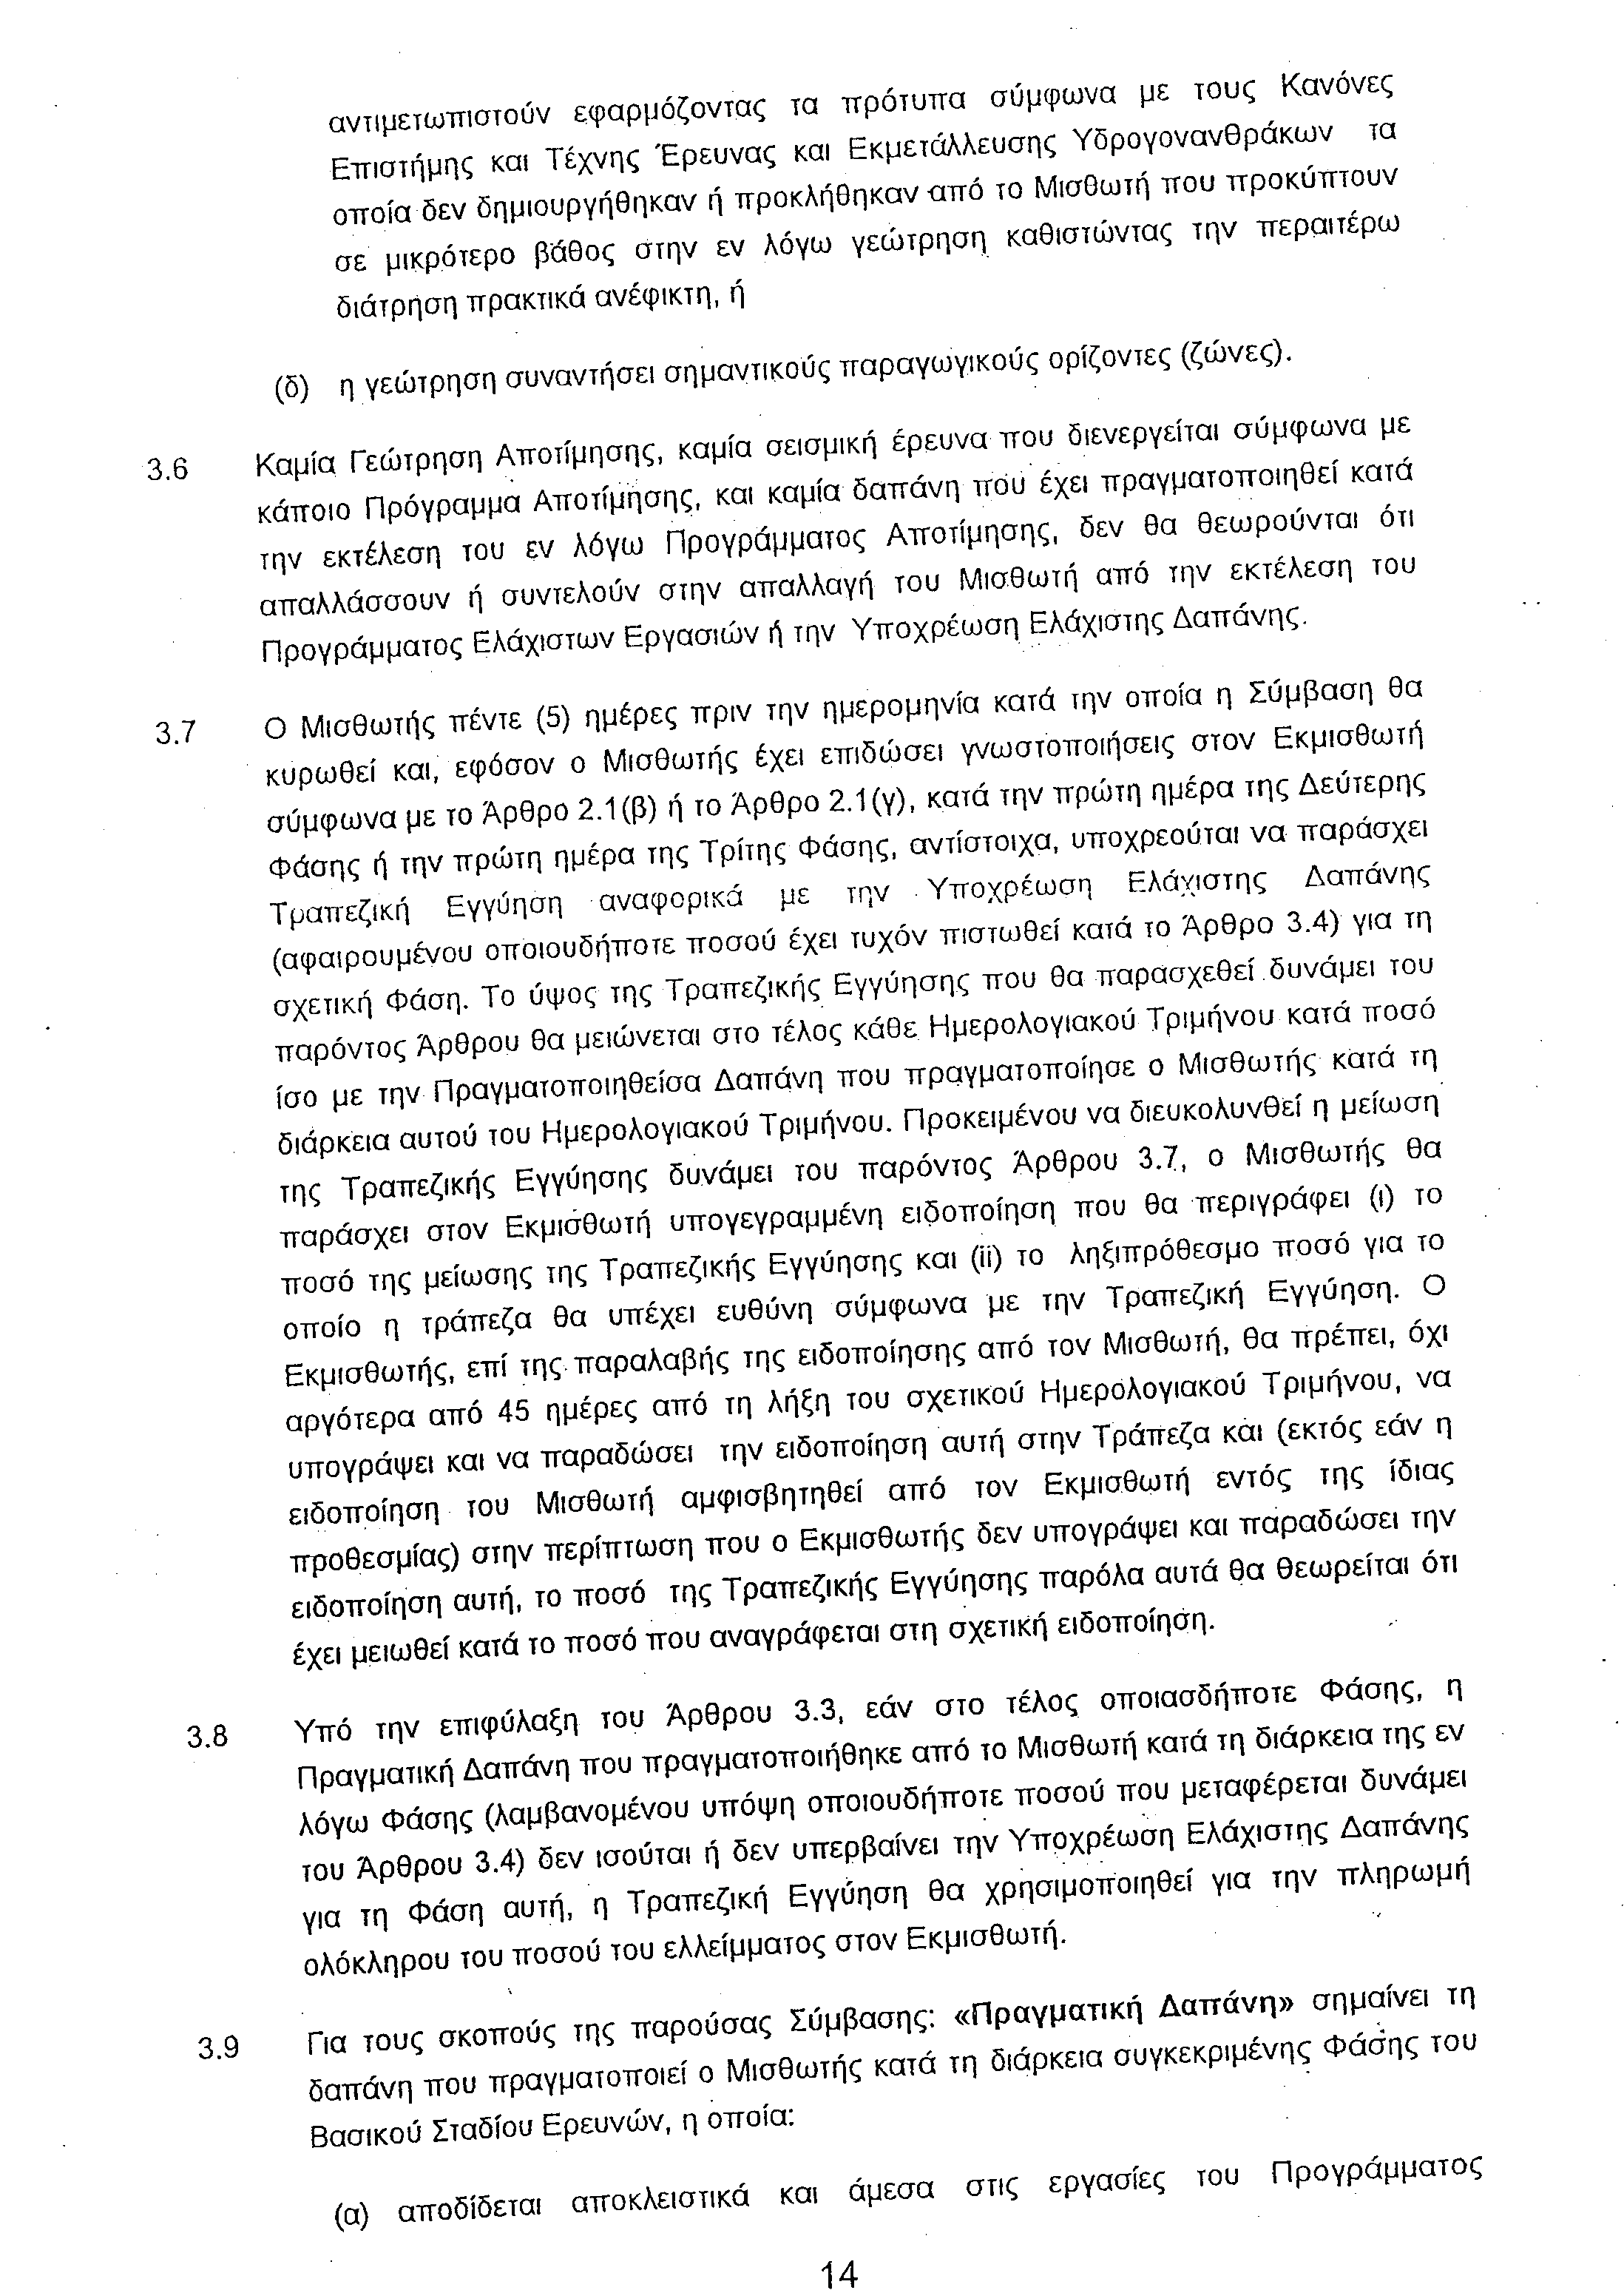 αντιμετωπιστούν εφαρμόζοντας τα πρότυπα σύμφωνα με τους Κανόνες
Επιστήμης και Τέχνης Έρευνας και Εκμετάλλευσης Υδρογονανθράκων τα
οποία δεν δημιουργήθηκαν ή προκλήθηκαν από το Μισθωτή που προκύπτουν
σε μικρότερο βάθος στην εν λόγω γεώτρηση καθιστώντας την περαιτέρω
διάτρηση πρακτικά ανέφικτη, ή
(δ) η γεώτρηση συναντήσει σημαντικούς παραγωγικούς ορίζοντες (ζώνες).
3.6 Καμία Γεώτρηση Αποτίμησης, καμία σεισμική έρευνα που διενεργείται σύμφωνα με
κάποιο Πρόγραμμα Αποτίμησης, και καμία δαπάνη που έχει πραγματοποιηθεί κατά
την εκτέλεση του εν λόγω Προγράμματος Αποτίμησης, δεν θα θεωρούνται ότι
απαλλάσσουν ή συντελούν στην απαλλαγή του Μισθωτή από την εκτέλεση του
Προγράμματος Ελάχιστων Εργασιών ή την Υποχρέωση Ελάχιστης Δαπάνης.
3.7 Ο Μισθωτής πέντε (5) ημέρες πριν την ημερομηνία κατά την οποία η Σύμβαση θα
κυρωθεί και, εφόσον ο Μισθωτής έχει επιδώσει γνωστοποιήσεις στον Εκμισθωτή
σύμφωνα με το Άρθρο 2.1(β) ή το Άρθρο 2.1(γ), κατά την πρώτη ημέρα της Δεύτερης
Φάσης ή την πρώτη ημέρα της Τρίτης Φάσης, αντίστοιχα, υποχρεούται να παράσχει
Τραπεζική Εγγύηση αναφορικά με την Υποχρέωση Ελάχιστης Δαπάνης
(αφαιρουμένου οποιουδήποτε ποσού έχει τυχόν πιστωθεί κατά το Άρθρο 3.4) για τη
σχετική Φάση. Το ύψος της Τραπεζικής Εγγύησης που θα παρασχεθεί δυνάμει του
παρόντος Άρθρου θα μειώνεται στο τέλος κάθε Ημερολογιακού Τριμήνου κατά ποσό
ίσο με την Πραγματοποιηθείσα Δαπάνη που πραγματοποίησε ο Μισθωτής κατά τη
διάρκεια αυτού του Ημερολογιακού Τριμήνου. Προκειμένου να διευκολυνθεί η μείωση
της Τραπεζικής Εγγύησης δυνάμει του παρόντος Άρθρου 3.7, ο Μισθωτής θα
παράσχει στον Εκμισθωτή υπογεγραμμένη ειδοποίηση που θα περιγράφει (ι) το
ποσό της μείωσης της Τραπεζικής Εγγύησης και (ii) το ληξιπρόθεσμο ποσό για το
οποίο η τράπεζα θα υπέχει ευθύνη σύμφωνα με την Τραπεζική Εγγύηση. Ο
Εκμισθωτής, επί της παραλαβής της ειδοποίησης από τον Μισθωτή, θα πρέπει, όχι
αργότερα από 45 ημέρες από τη λήξη του σχετικού Ημερολογιακού Τριμήνου, να
υπογράψει και να παραδώσει την ειδοποίηση αυτή στην Τράπεζα και (εκτός εάν η
ειδοποίηση του Μισθωτή αμφισβητηθεί από τον Εκμισθωτή εντός της ίδιας
προθεσμίας) στην περίπτωση που ο Εκμισθωτής δεν υπογράψει και παραδώσει την
ειδοποίηση αυτή, το ποσό της Τραπεζικής Εγγύησης παρόλα αυτά θα θεωρείται ότι
έχει μειωθεί κατά το ποσό που αναγράφεται στη σχετική ειδοποίηση.
3.8 Υπό την επιφύλαξη του Άρθρου 3.3, εάν στο τέλος οποιασδήποτε Φάσης, η
Πραγματική Δαπάνη που πραγματοποιήθηκε από το Μισθωτή κατά τη διάρκεια της εν
λόγω Φάσης (λαμβανομένου υπόψη οποιουδήποτε ποσού που μεταφέρεται δυνάμει
του Άρθρου 3.4) δεν ισούται ή δεν υπερβαίνει την Υποχρέωση Ελάχιστης Δαπάνης
για τη Φάση αυτή, η Τραπεζική Εγγύηση θα χρησιμοποιηθεί για την πληρωμή
ολόκληρου του ποσού του ελλείμματος στον Εκμισθωτή.
3.9 Για τους σκοπούς της παρούσας Σύμβασης: «Πραγματική Δαπάνη» σημαίνει τη
δαπάνη που πραγματοποιεί ο Μισθωτής κατά τη διάρκεια συγκεκριμένης Φάσης του
Βασικού Σταδίου Ερευνών, η οποία:
(α) αποδίδεται αποκλειστικά και άμεσα στις εργασίες του Προγράμματος
14